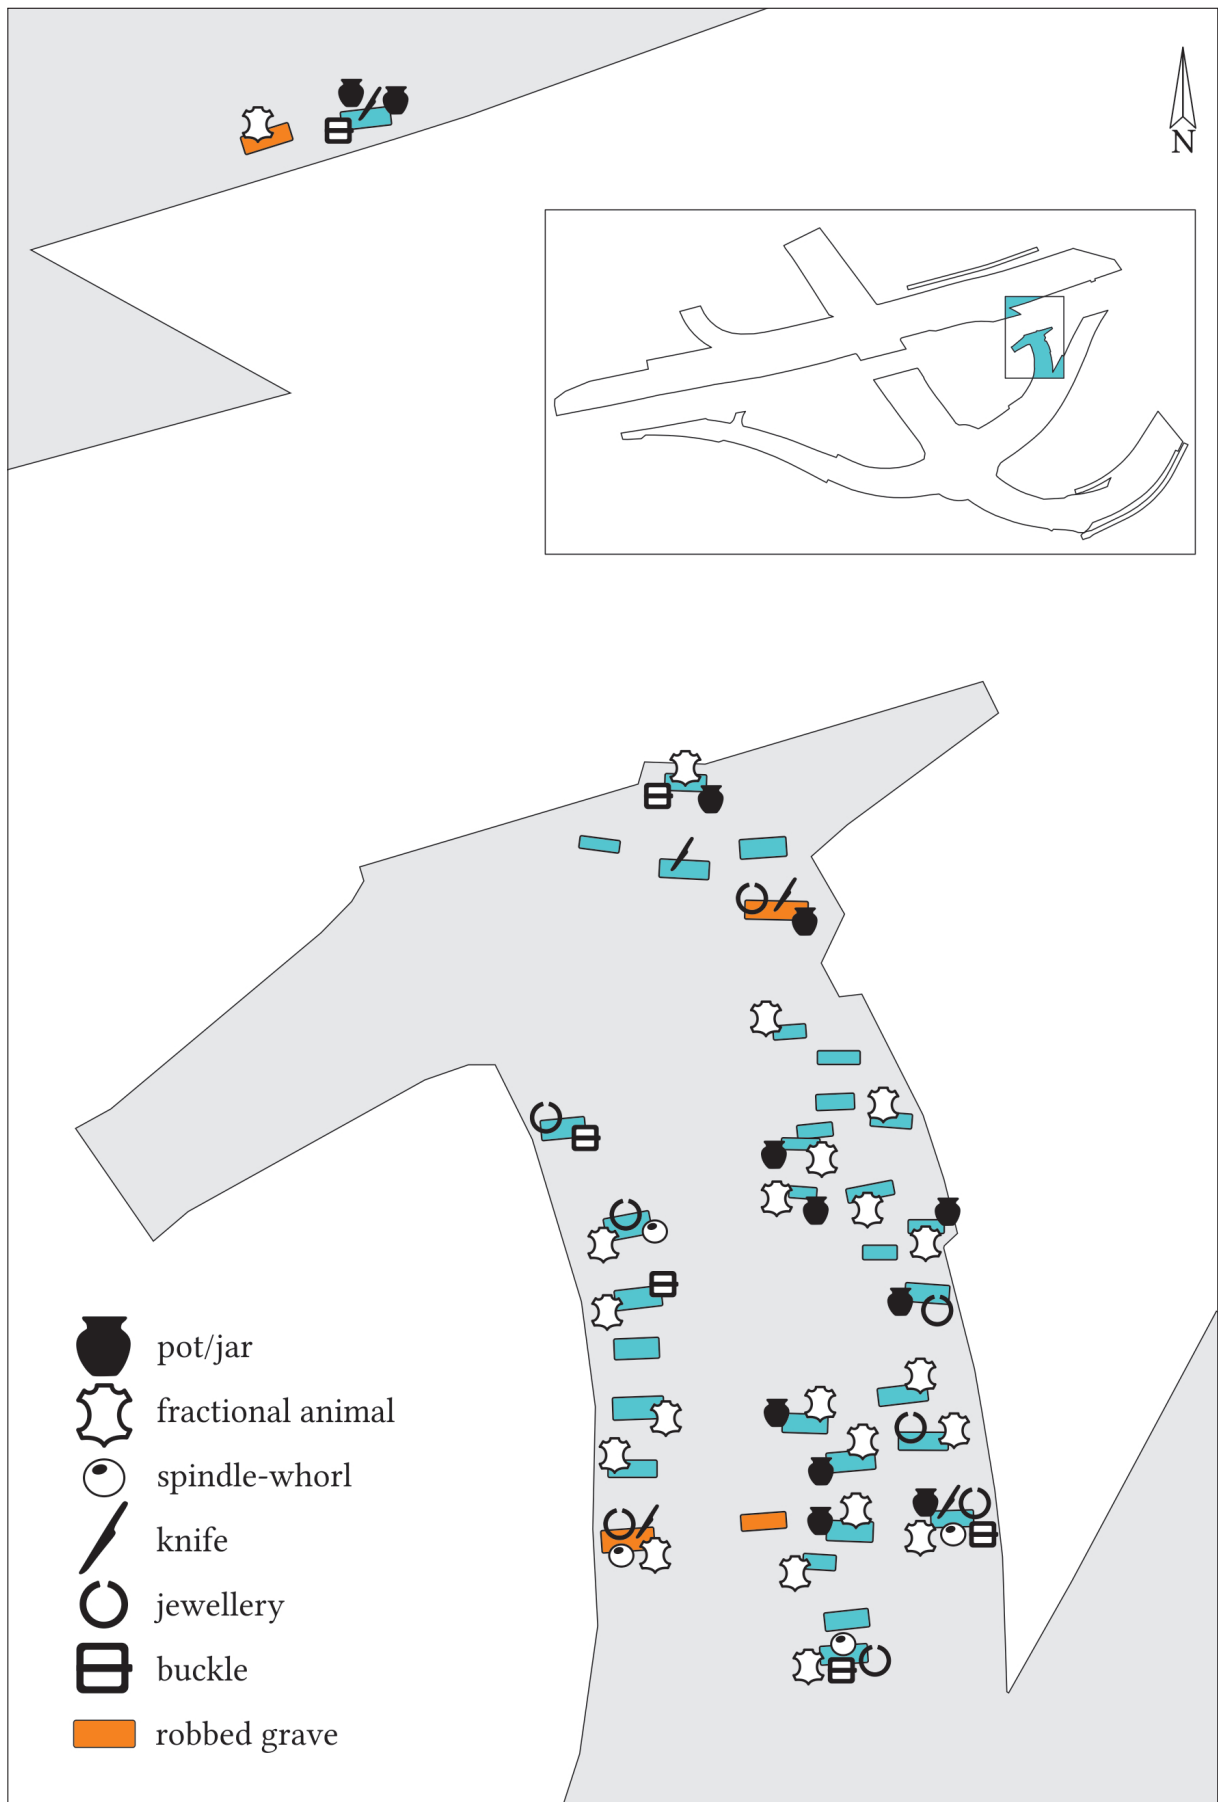 N
pot/jar
fractional animal
spindle-whorl
knife
jewellery
buckle
robbed grave